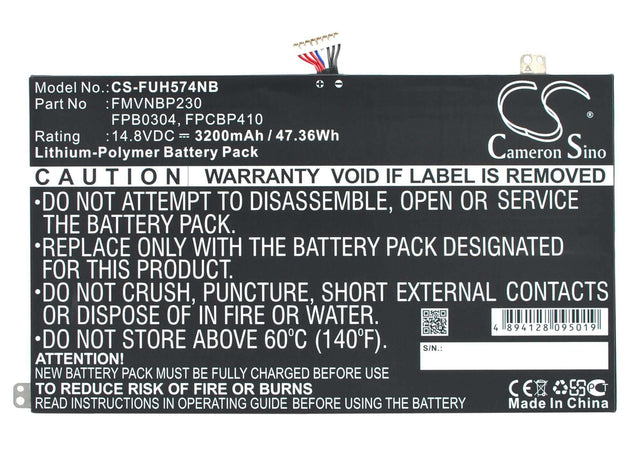 Model No.: CS-FUH574NB
Part No : FMVNBP230
FPB0304, FPCBP410
Rating : 14.8VDC ⎓ 3200mAh / 47.36Wh
Lithium-Polymer Battery Pack
CS
Cameron Sino
CAUTION WARRANTY VOID IF LABEL IS REMOVED
•DO NOT ATTEMPT TO DISASSEMBLE, OPEN OR SERVICE
THE BATTERY PACK.
•REPLACE ONLY WITH THE BATTERY PACK DESIGNATED
FOR THIS PRODUCT.
•DO NOT CRUSH, PUNCTURE, SHORT EXTERNAL CONTACTS
OR DISPOSE OF IN FIRE OR WATER.
•DO NOT STORE ABOVE 60°C (140°F).
4 894128 095019
S/N.:
ATTENTION!
NEW BATTERY PACK MUST BE FULLY CHARGED BEFORE USE
TO REDUCE RISK OF FIRE OR BURNS
READ INSTRUCTIONS IN OPERATING GUIDE BEFORE USING BATTERY
CE PCT
Made In China